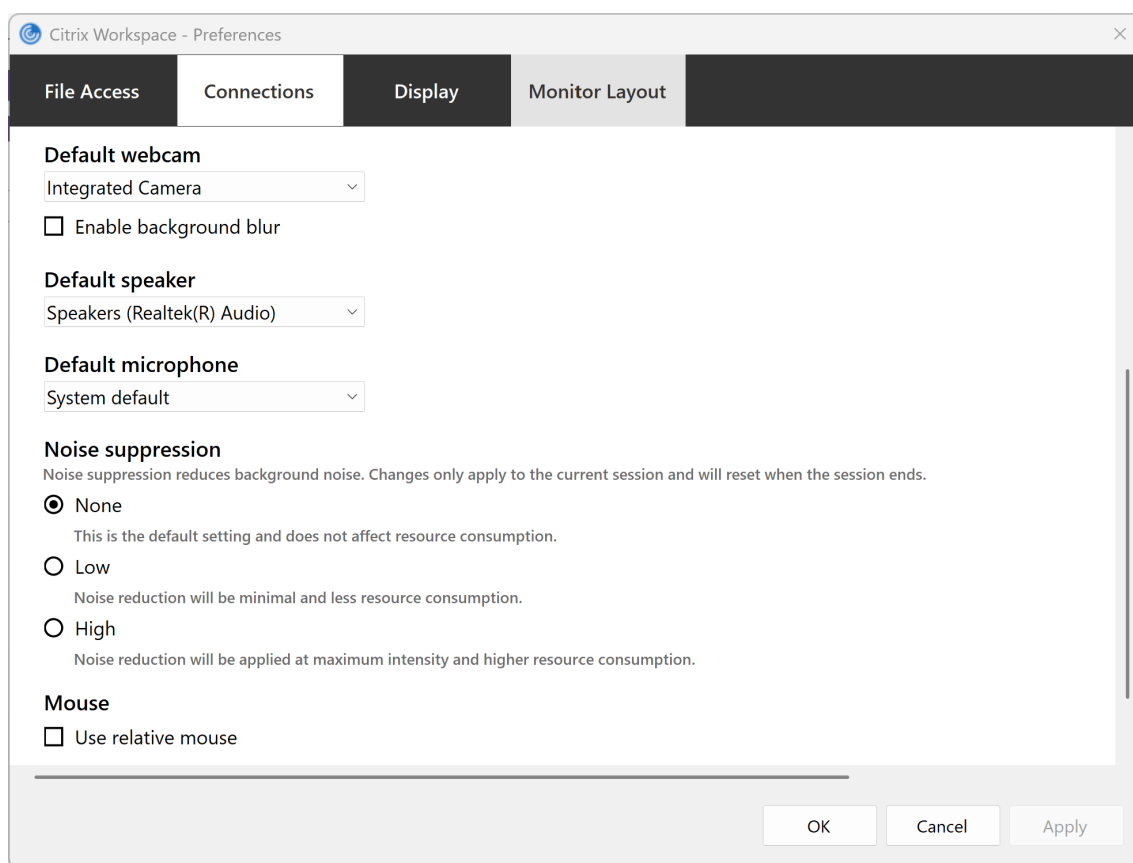 Citrix Workspace - Preferences
File Access Connections Display Monitor Layout
Default webcam
Integrated Camera
Enable background blur
Default speaker
Speakers (Realtek(R) Audio)
Default microphone
System default
Noise suppression
Noise suppression reduces background noise. Changes only apply to the current session and will reset when the session ends.
None
This is the default setting and does not affect resource consumption.
Low
Noise reduction will be minimal and less resource consumption.
High
Noise reduction will be applied at maximum intensity and higher resource consumption.
Mouse
Use relative mouse
OK Cancel Apply